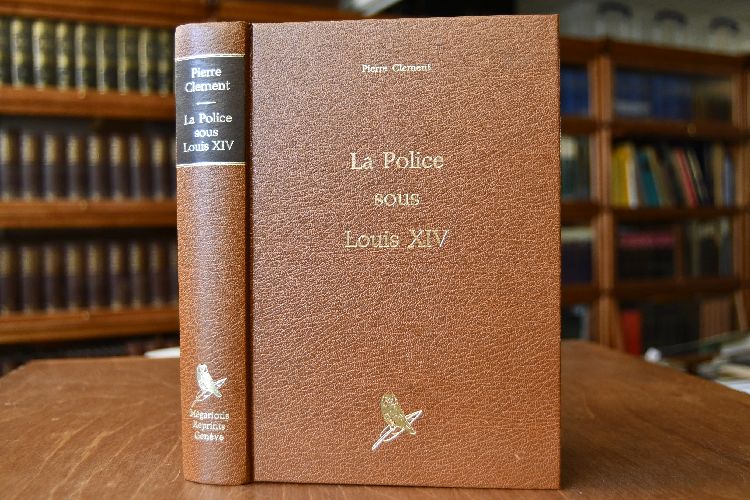 Pierre
Clement
La Police
sous
Louis XIV
Mégariotis
Reprints
Genève
Pierre Clement
La Police
sous
Louis XIV